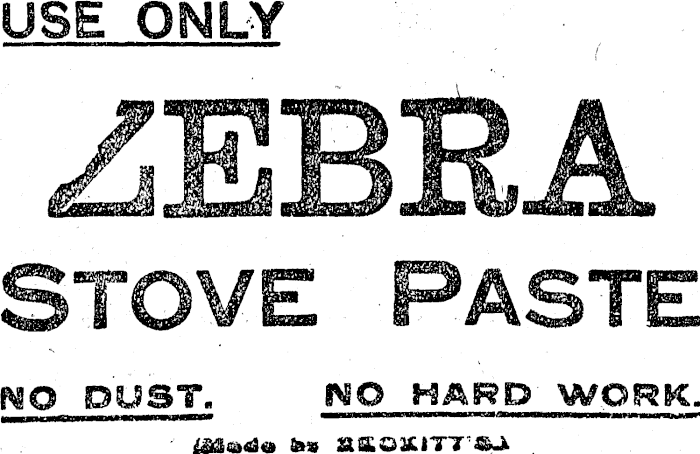 USE ONLY
ZEBRA
STOVE PASTE
NO DUST. NO HARD WORK.
(Made by RECKITT'S.)